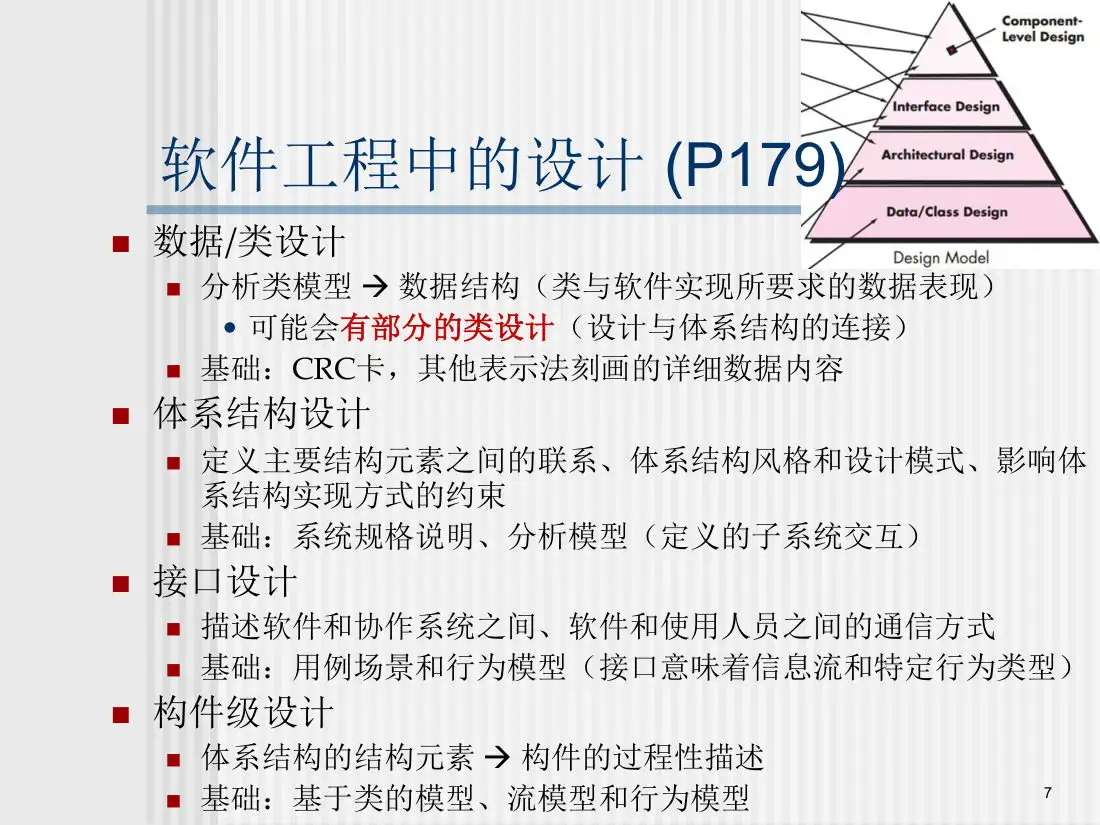 Component-
Level Design
Interface Design
Architectural Design
Data/Class Design
Design Model
软件工程中的设计 (P179)
数据/类设计
分析类模型 → 数据结构（类与软件实现所要求的数据表现）
可能会有部分的类设计（设计与体系结构的连接）
基础：CRC卡，其他表示法刻画的详细数据内容
体系结构设计
定义主要结构元素之间的联系、体系结构风格和设计模式、影响体
系结构实现方式的约束
基础：系统规格说明、分析模型（定义的子系统交互）
接口设计
描述软件和协作系统之间、软件和使用人员之间的通信方式
基础：用例场景和行为模型（接口意味着信息流和特定行为类型）
构件级设计
体系结构的结构元素 → 构件的过程性描述
基础：基于类的模型、流模型和行为模型
7